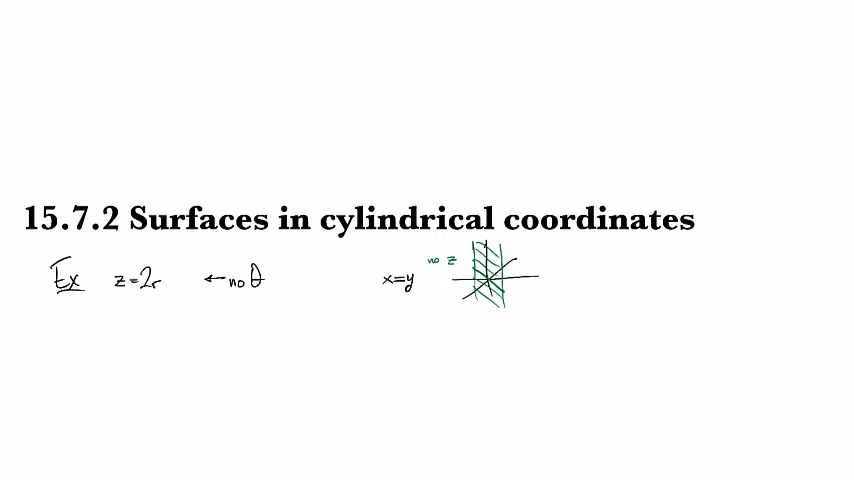 15.7.2 Surfaces in cylindrical coordinates
no z
Ex z=2r ←no θ x=y